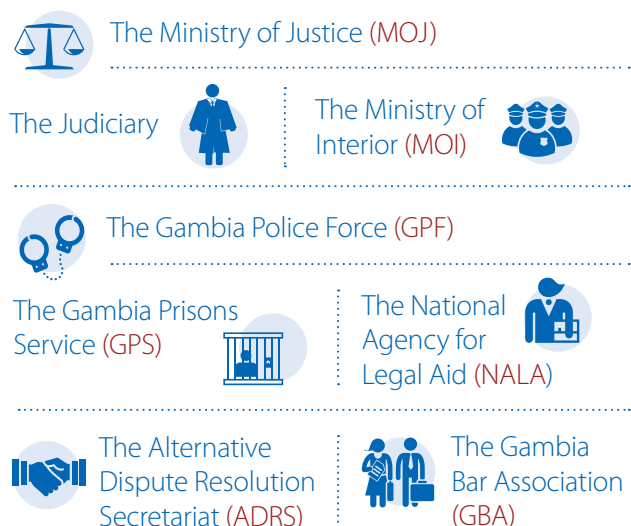 The Ministry of Justice (MOJ)
The Judiciary
The Ministry of
Interior (MOI)
The Gambia Police Force (GPF)
The Gambia Prisons
Service (GPS)
The National
Agency for
Legal Aid (NALA)
The Alternative
Dispute Resolution
Secretariat (ADRS)
The Gambia
Bar Association
(GBA)